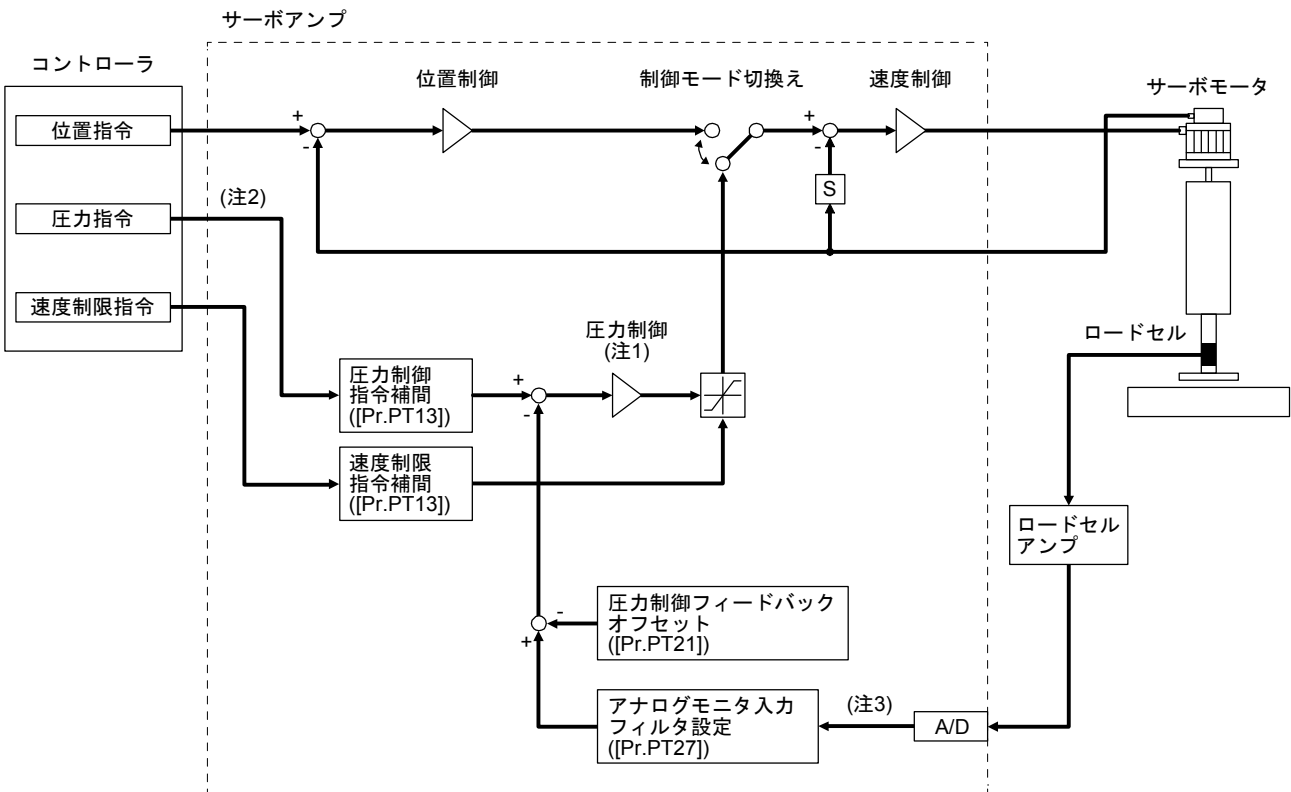 サーボアンプ
コントローラ
位置制御
制御モード切換え
速度制御
サーボモータ
位置指令
+
-
+
-
S
(注2)
圧力指令
速度制限指令
圧力制御
(注1)
ロードセル
圧力制御
指令補間
([Pr.PT13])
+
-
速度制限
指令補間
([Pr.PT13])
ロードセル
アンプ
圧力制御フィードバック
オフセット
([Pr.PT21])
-
+
アナログモニタ入力
フィルタ設定
([Pr.PT27])
(注3)
A/D